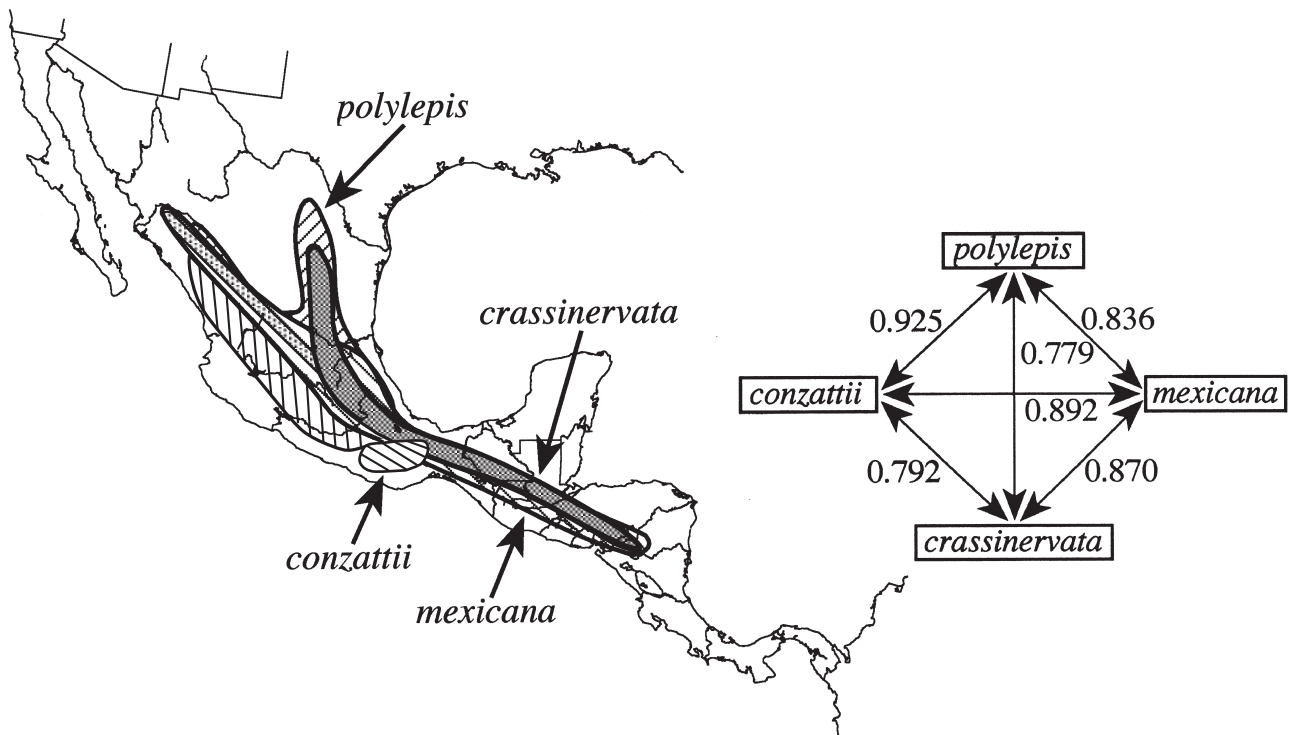 polylepis
crassinervata
conzattii
mexicana
polylepis
0.925
0.836
0.779
conzattii
mexicana
0.892
0.792
0.870
crassinervata